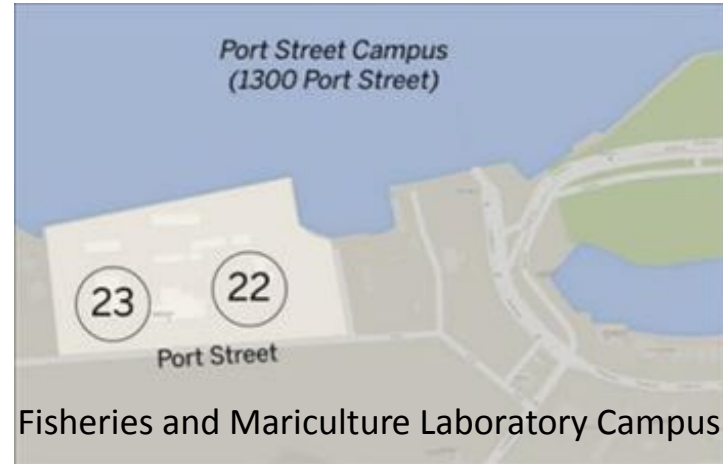 Port Street Campus
(1300 Port Street)
23
22
Port Street
Fisheries and Mariculture Laboratory Campus